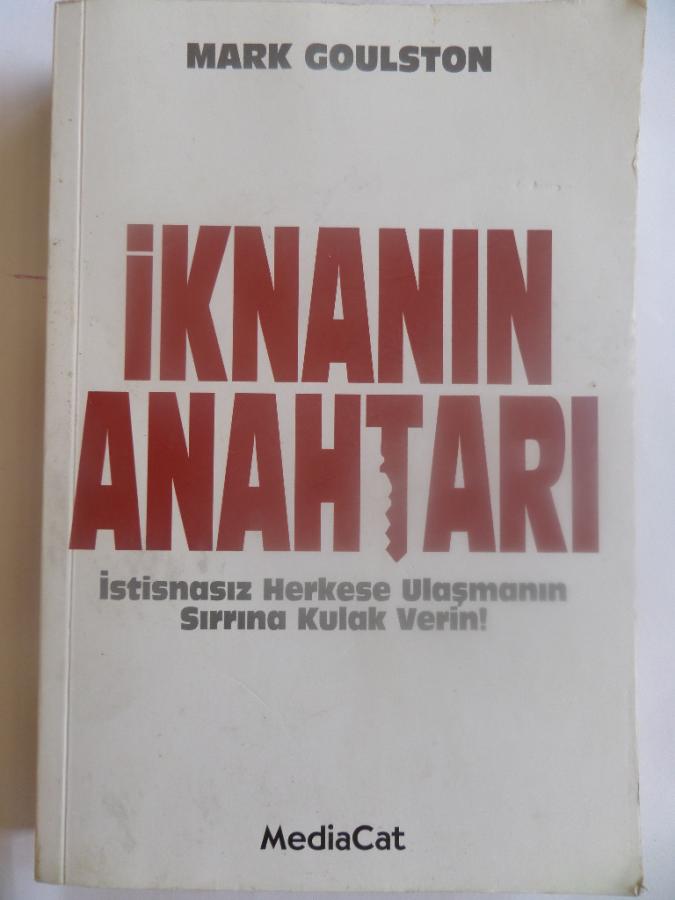 MARK GOULSTON
İKNANIN
ANAHTARI
İstisnasız Herkese Ulaşmanın
Sırrına Kulak Verin!
MediaCat